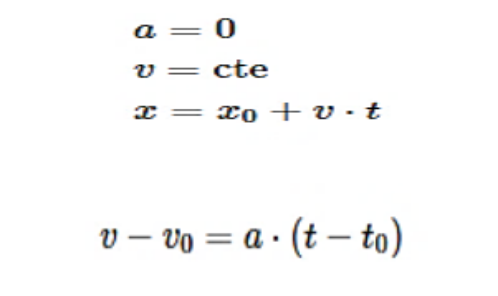 a = 0
v = cte
x = x₀ + v · t
v − v₀ = a · (t − t₀)